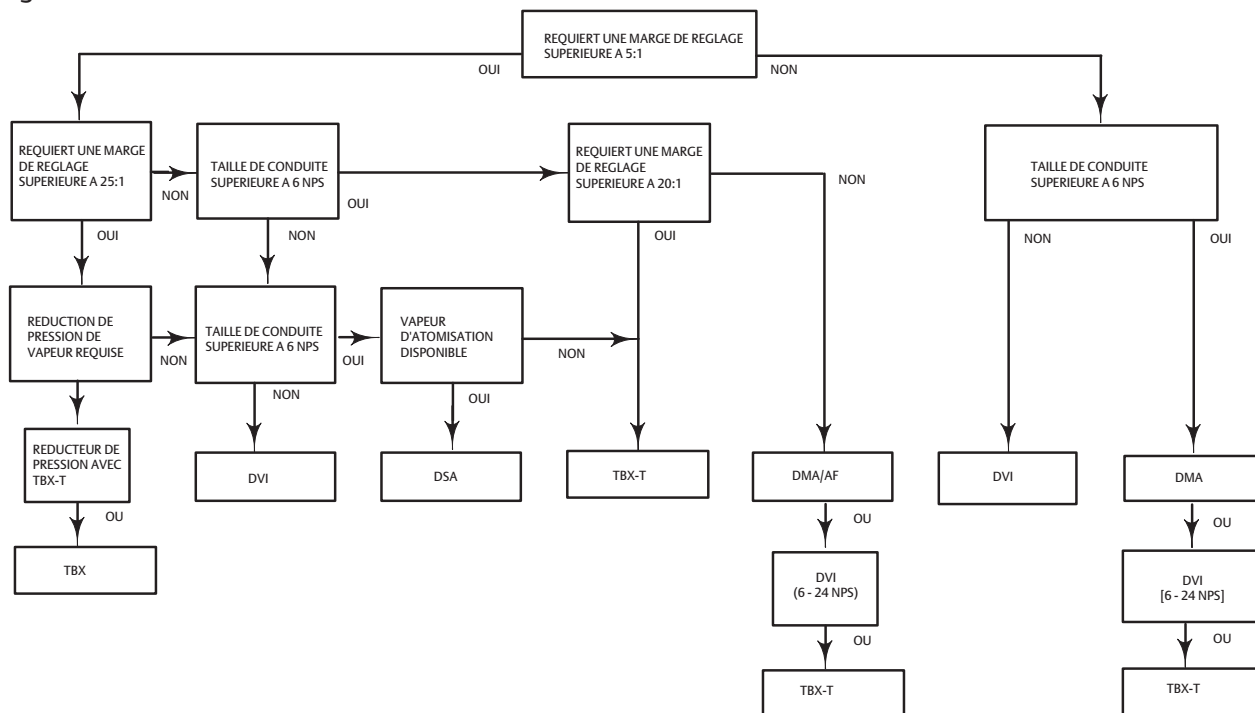 REQUIERT UNE MARGE DE REGLAGE
SUPERIEURE A 5:1
OUI
NON
REQUIERT UNE MARGE
DE REGLAGE
SUPERIEURE A 25:1
NON
TAILLE DE CONDUITE
SUPERIEURE A 6 NPS
OUI
REQUIERT UNE MARGE
DE REGLAGE
SUPERIEURE A 20:1
NON
TAILLE DE CONDUITE
SUPERIEURE A 6 NPS
OUI
NON
OUI
NON
OUI
REDUCTION DE
PRESSION DE
VAPEUR REQUISE
NON
TAILLE DE CONDUITE
SUPERIEURE A 6 NPS
OUI
VAPEUR
D'ATOMISATION
DISPONIBLE
NON
NON
OUI
REDUCTEUR DE
PRESSION AVEC
TBX-T
DVI
DSA
TBX-T
DMA/AF
DVI
DMA
OU
OU
OU
TBX
DVI
(6 - 24 NPS)
DVI
[6 - 24 NPS]
OU
OU
TBX-T
TBX-T